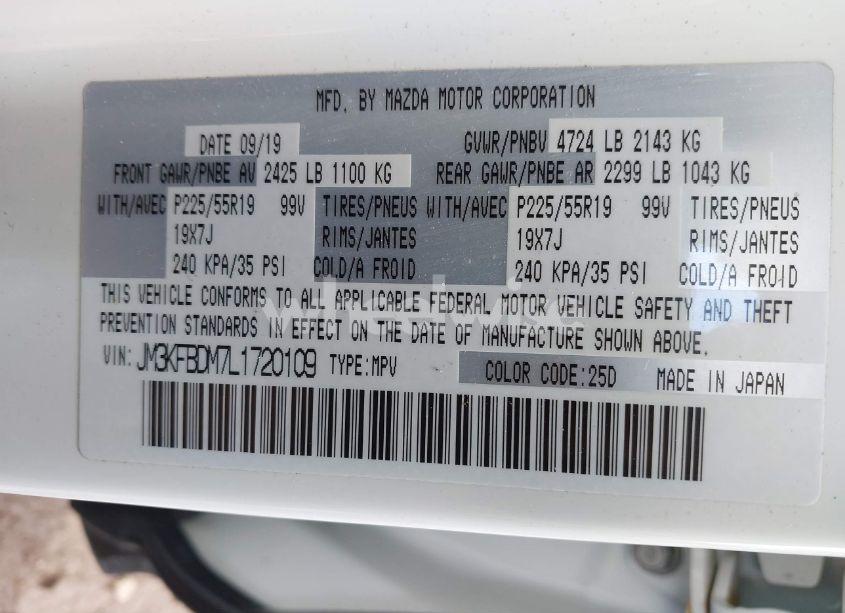 MFD. BY MAZDA MOTOR CORPORATION
DATE 09/19 GVWR/PNBV 4724 LB 2143 KG
FRONT GAWR/PNBE AV 2425 LB 1100 KG REAR GAWR/PNBE AR 2299 LB 1043 KG
WITH/AVEC P225/55R19 99V TIRES/PNEUS WITH/AVEC P225/55R19 99V TIRES/PNEUS
19X7J RIMS/JANTES 19X7J RIMS/JANTES
240 KPA/35 PSI COLD/A FROID 240 KPA/35 PSI COLD/A FROID
THIS VEHICLE CONFORMS TO ALL APPLICABLE FEDERAL MOTOR VEHICLE SAFETY AND THEFT
PREVENTION STANDARDS IN EFFECT ON THE DATE OF MANUFACTURE SHOWN ABOVE.
VIN: JM3KFBDM7L1720109 TYPE:MPV COLOR CODE:25D MADE IN JAPAN